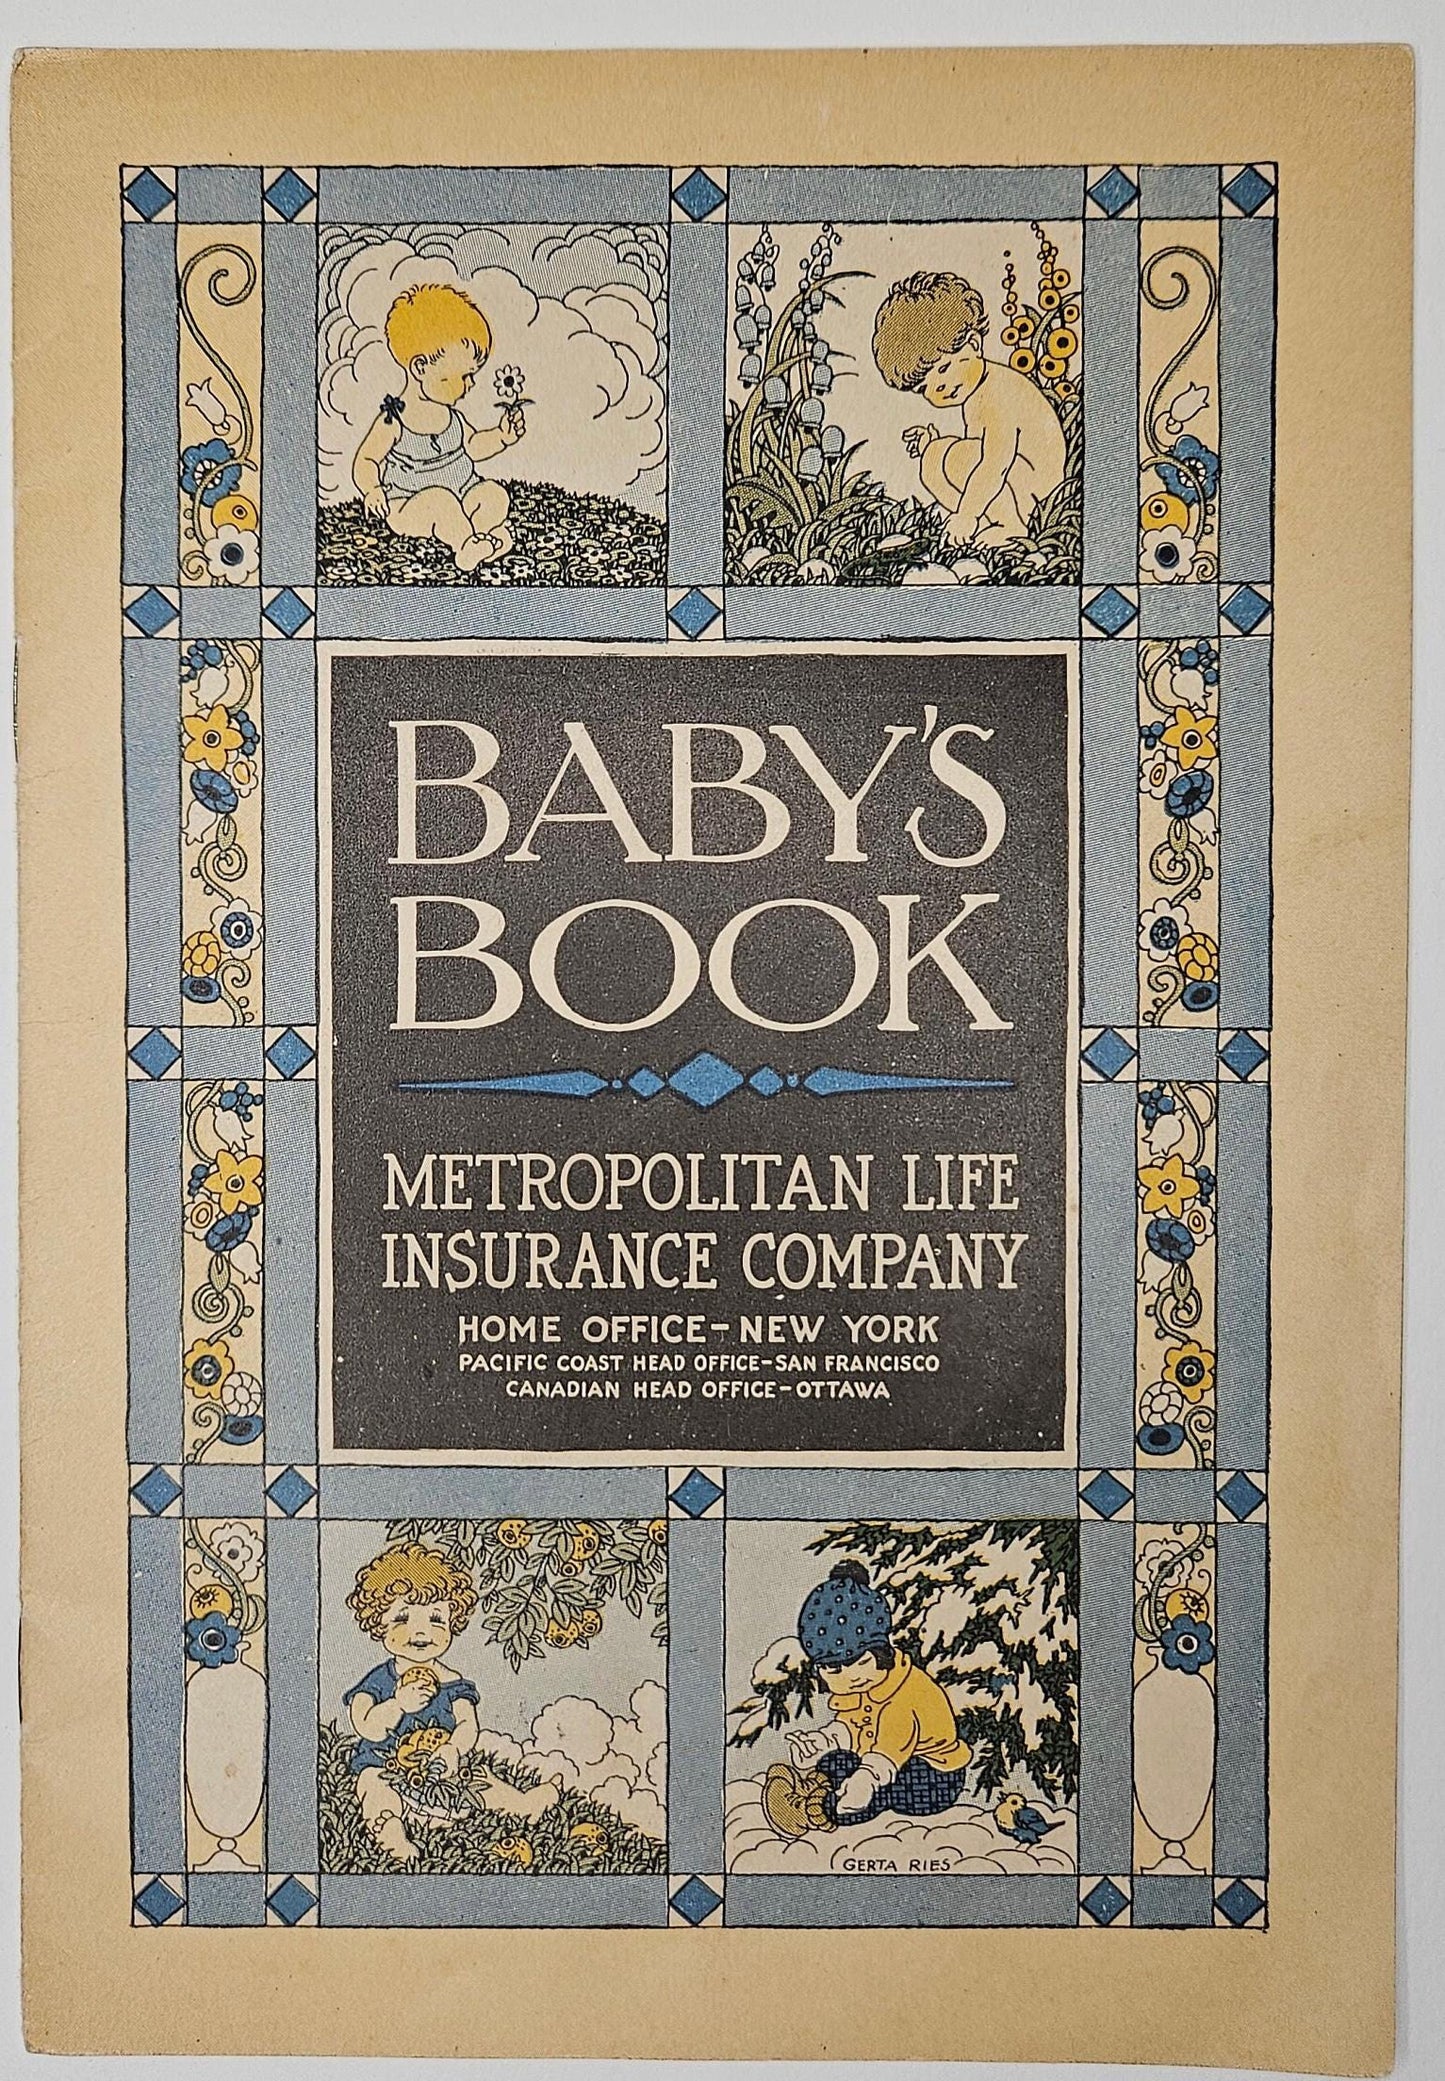 BABY'S
BOOK
METROPOLITAN LIFE
INSURANCE COMPANY
HOME OFFICE-NEW YORK
PACIFIC COAST HEAD OFFICE-SAN FRANCISCO
CANADIAN HEAD OFFICE-OTTAWA
GERTA RIES